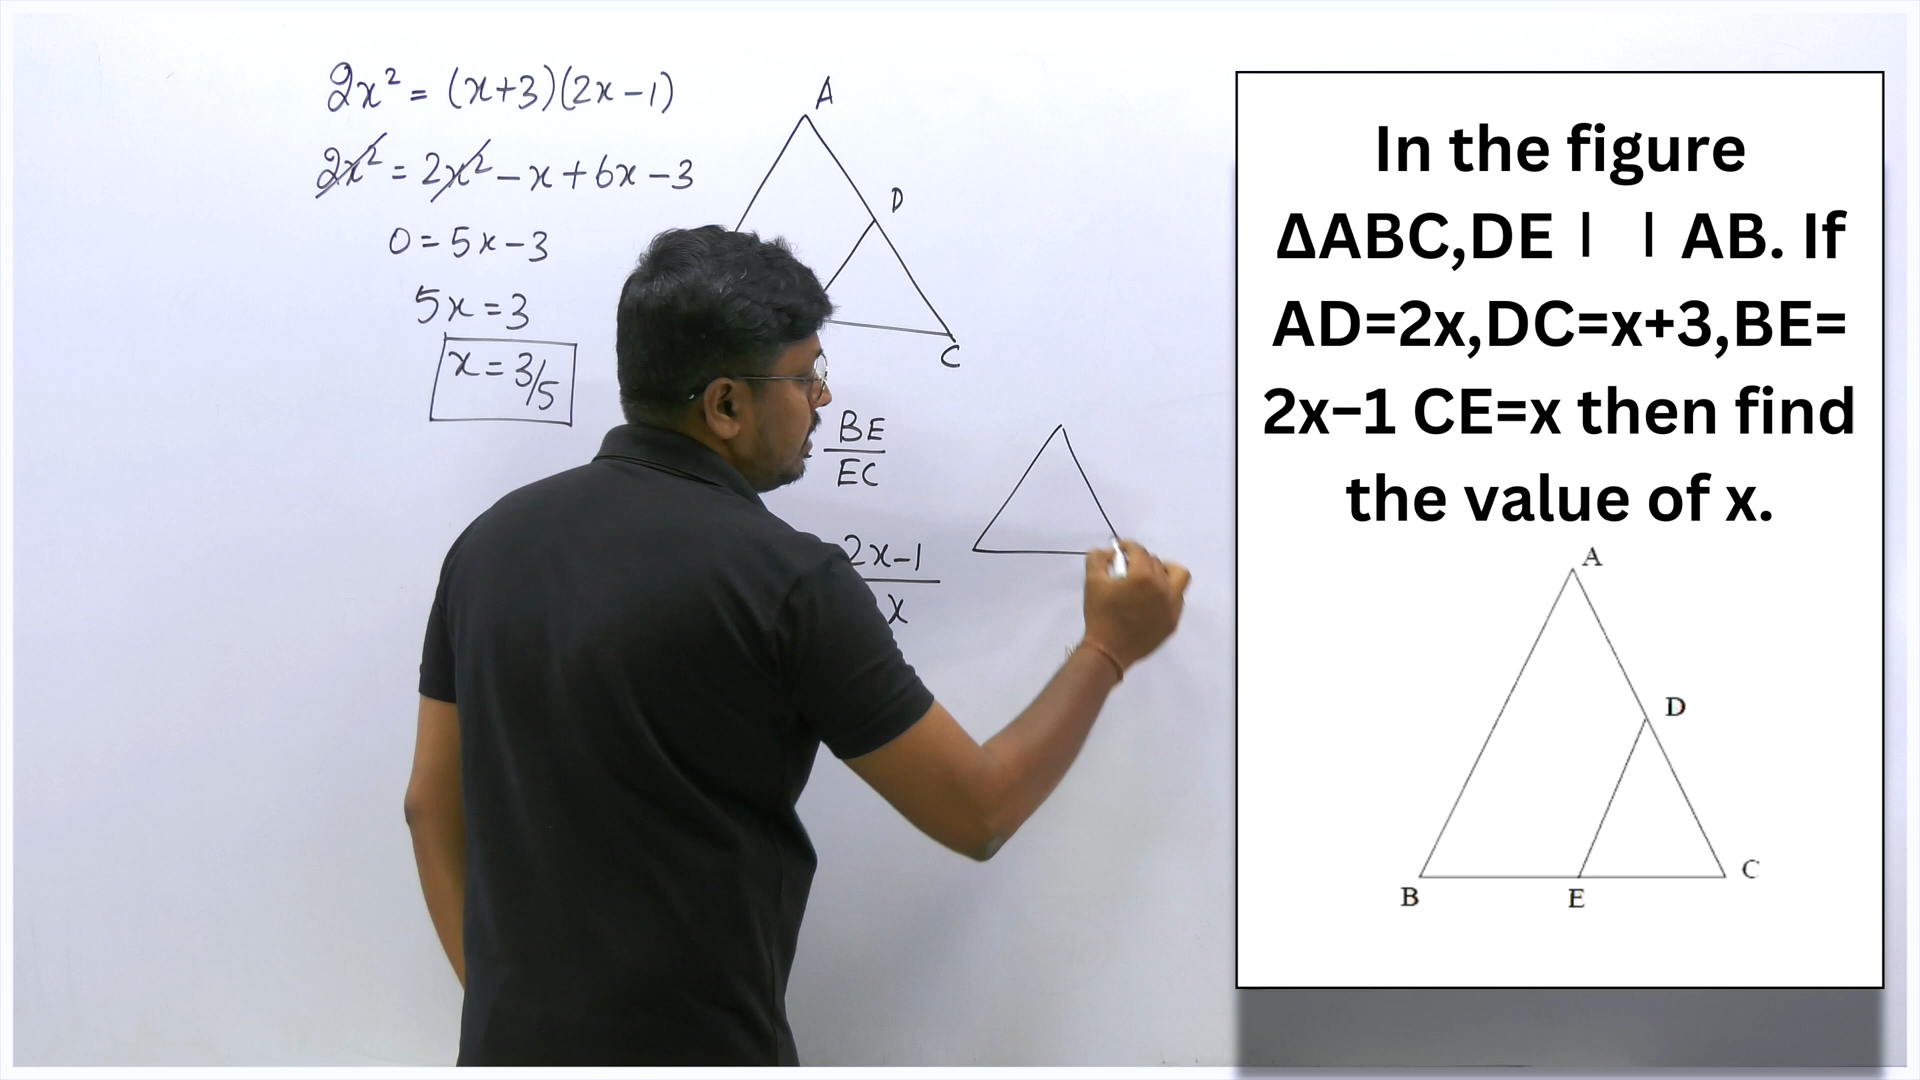 2x² = (x+3)(2x-1)
2x² = 2x² - x + 6x - 3
0 = 5x - 3
5x = 3
x = 3/5
A
D
C
BE
EC
2x-1
x
In the figure
ΔABC,DE | | AB. If
AD=2x,DC=x+3,BE=
2x−1 CE=x then find
the value of x.
A
D
C
B
E